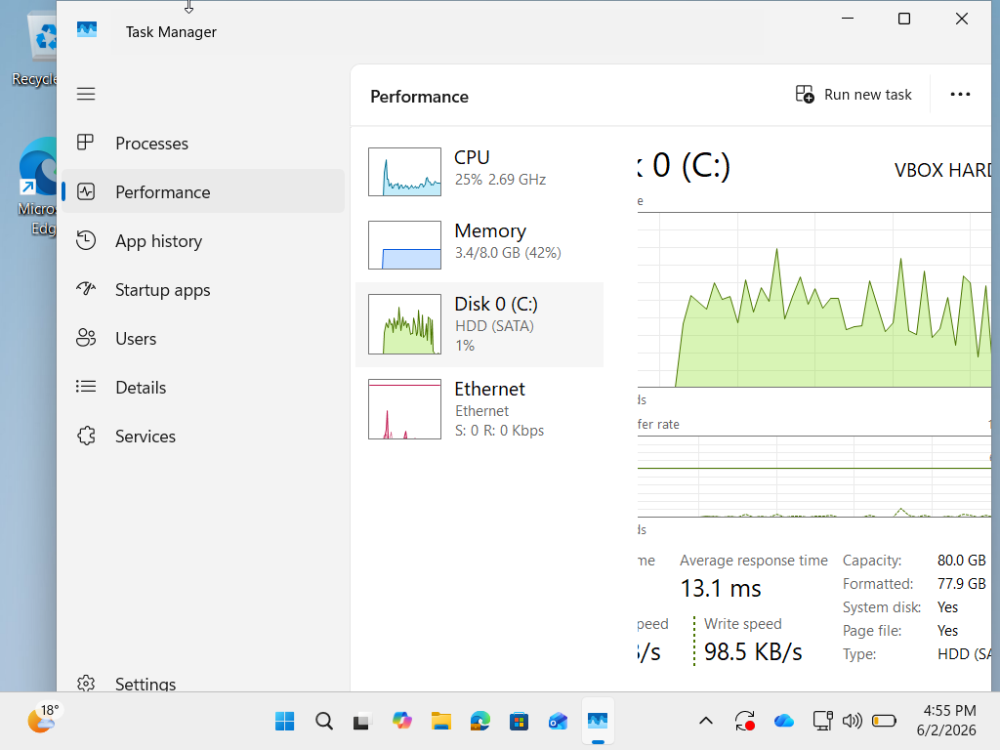 Recycle
Micro
Edg
Task Manager
Processes
Performance
App history
Startup apps
Users
Details
Services
Settings
Performance
Run new task
CPU
25% 2.69 GHz
Memory
3.4/8.0 GB (42%)
Disk 0 (C:)
HDD (SATA)
1%
Ethernet
Ethernet
S: 0 R: 0 Kbps
k 0 (C:)
VBOX HARD
e
ds
fer rate
ds
me
Average response time
13.1 ms
peed
Write speed
B/s
98.5 KB/s
Capacity: 80.0 GB
Formatted: 77.9 GB
System disk: Yes
Page file: Yes
Type: HDD (SA
18°
4:55 PM
6/2/2026